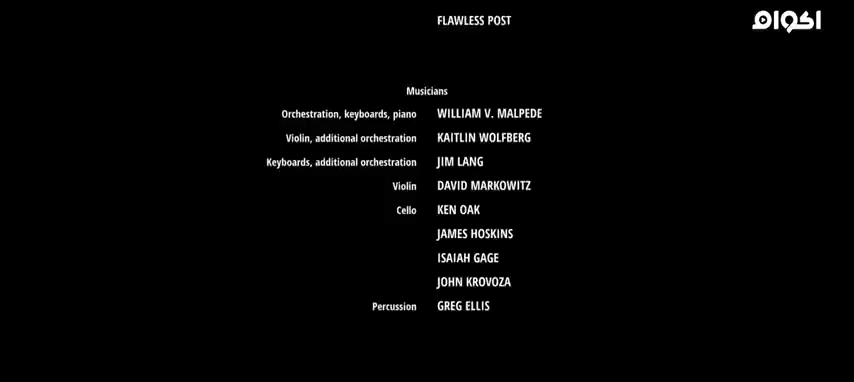 FLAWLESS POST
اكوام
Musicians
Orchestration, keyboards, piano WILLIAM V. MALPEDE
Violin, additional orchestration KAITLIN WOLFBERG
Keyboards, additional orchestration JIM LANG
Violin DAVID MARKOWITZ
Cello KEN OAK
JAMES HOSKINS
ISAIAH GAGE
JOHN KROVOZA
Percussion GREG ELLIS